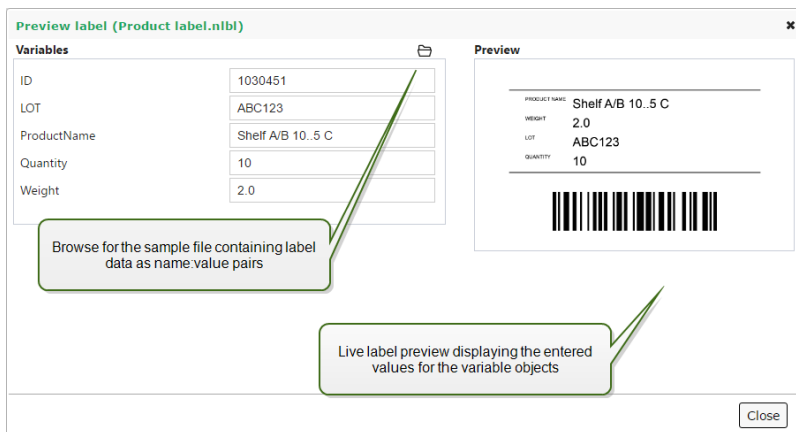 Preview label (Product label.nlbl)
Variables
Preview
ID 1030451
LOT ABC123
ProductName Shelf A/B 10..5 C
Quantity 10
Weight 2.0
PRODUCT NAME Shelf A/B 10..5 C
WEIGHT 2.0
LOT ABC123
QUANTITY 10
Browse for the sample file containing label
data as name:value pairs
Live label preview displaying the entered
values for the variable objects
Close